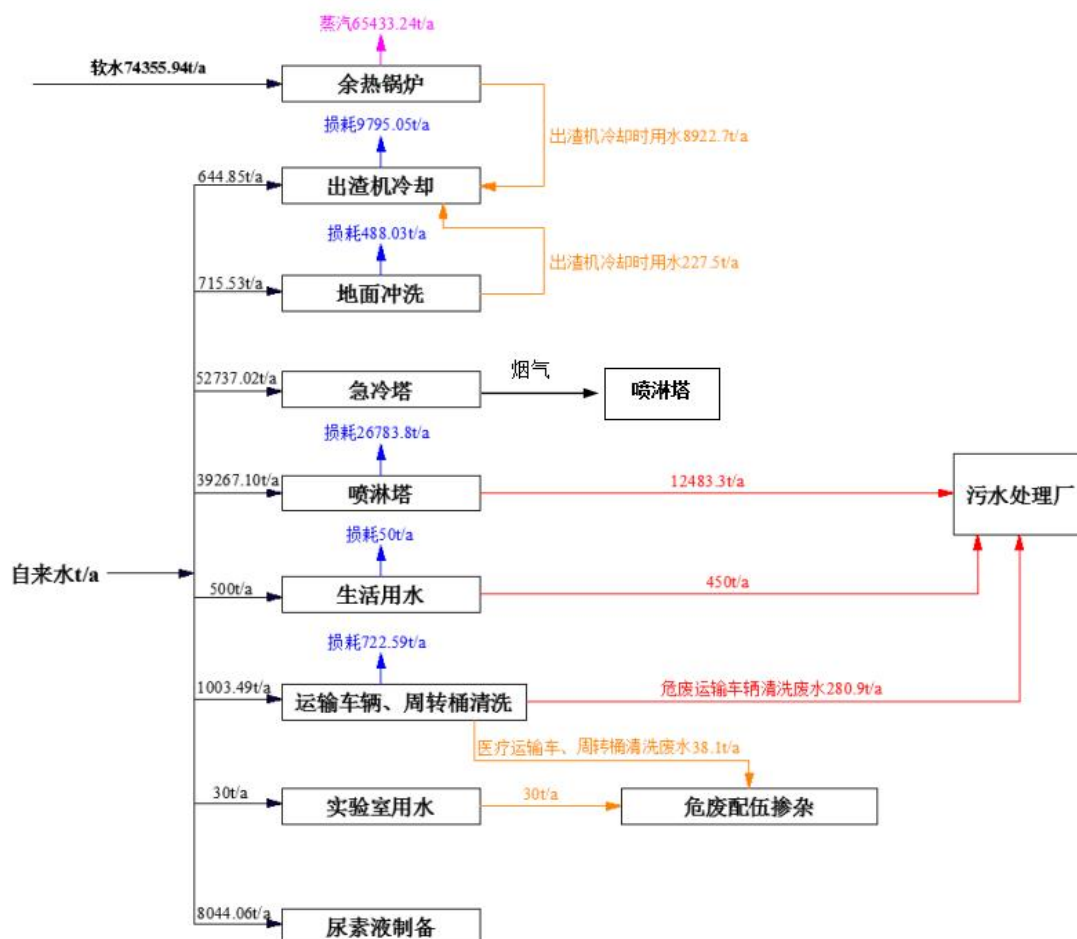 蒸汽65433.24t/a
软水74355.94t/a
余热锅炉
损耗9795.05t/a
出渣机冷却时用水8922.7t/a
644.85t/a
出渣机冷却
损耗488.03t/a
出渣机冷却时用水227.5t/a
715.53t/a
地面冲洗
52737.02t/a
急冷塔
烟气
喷淋塔
损耗26783.8t/a
39267.10t/a
喷淋塔
12483.3t/a
污水处理厂
损耗50t/a
自来水t/a
500t/a
生活用水
450t/a
损耗722.59t/a
1003.49t/a
运输车辆、周转桶清洗
危废运输车辆清洗废水280.9t/a
医疗运输车、周转桶清洗废水38.1t/a
30t/a
实验室用水
30t/a
危废配伍掺杂
8044.06t/a
尿素液制备